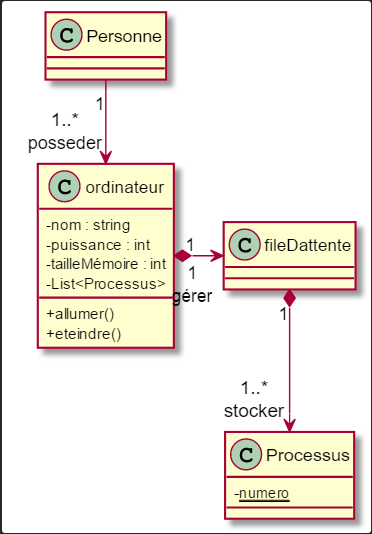 C Personne
1
1..*
posseder
C ordinateur
-nom : string
-puissance : int
-tailleMémoire : int
-List<Processus>
+allumer()
+eteindre()
1
1
gérer
C fileDattente
1
1..*
stocker
C Processus
-numero